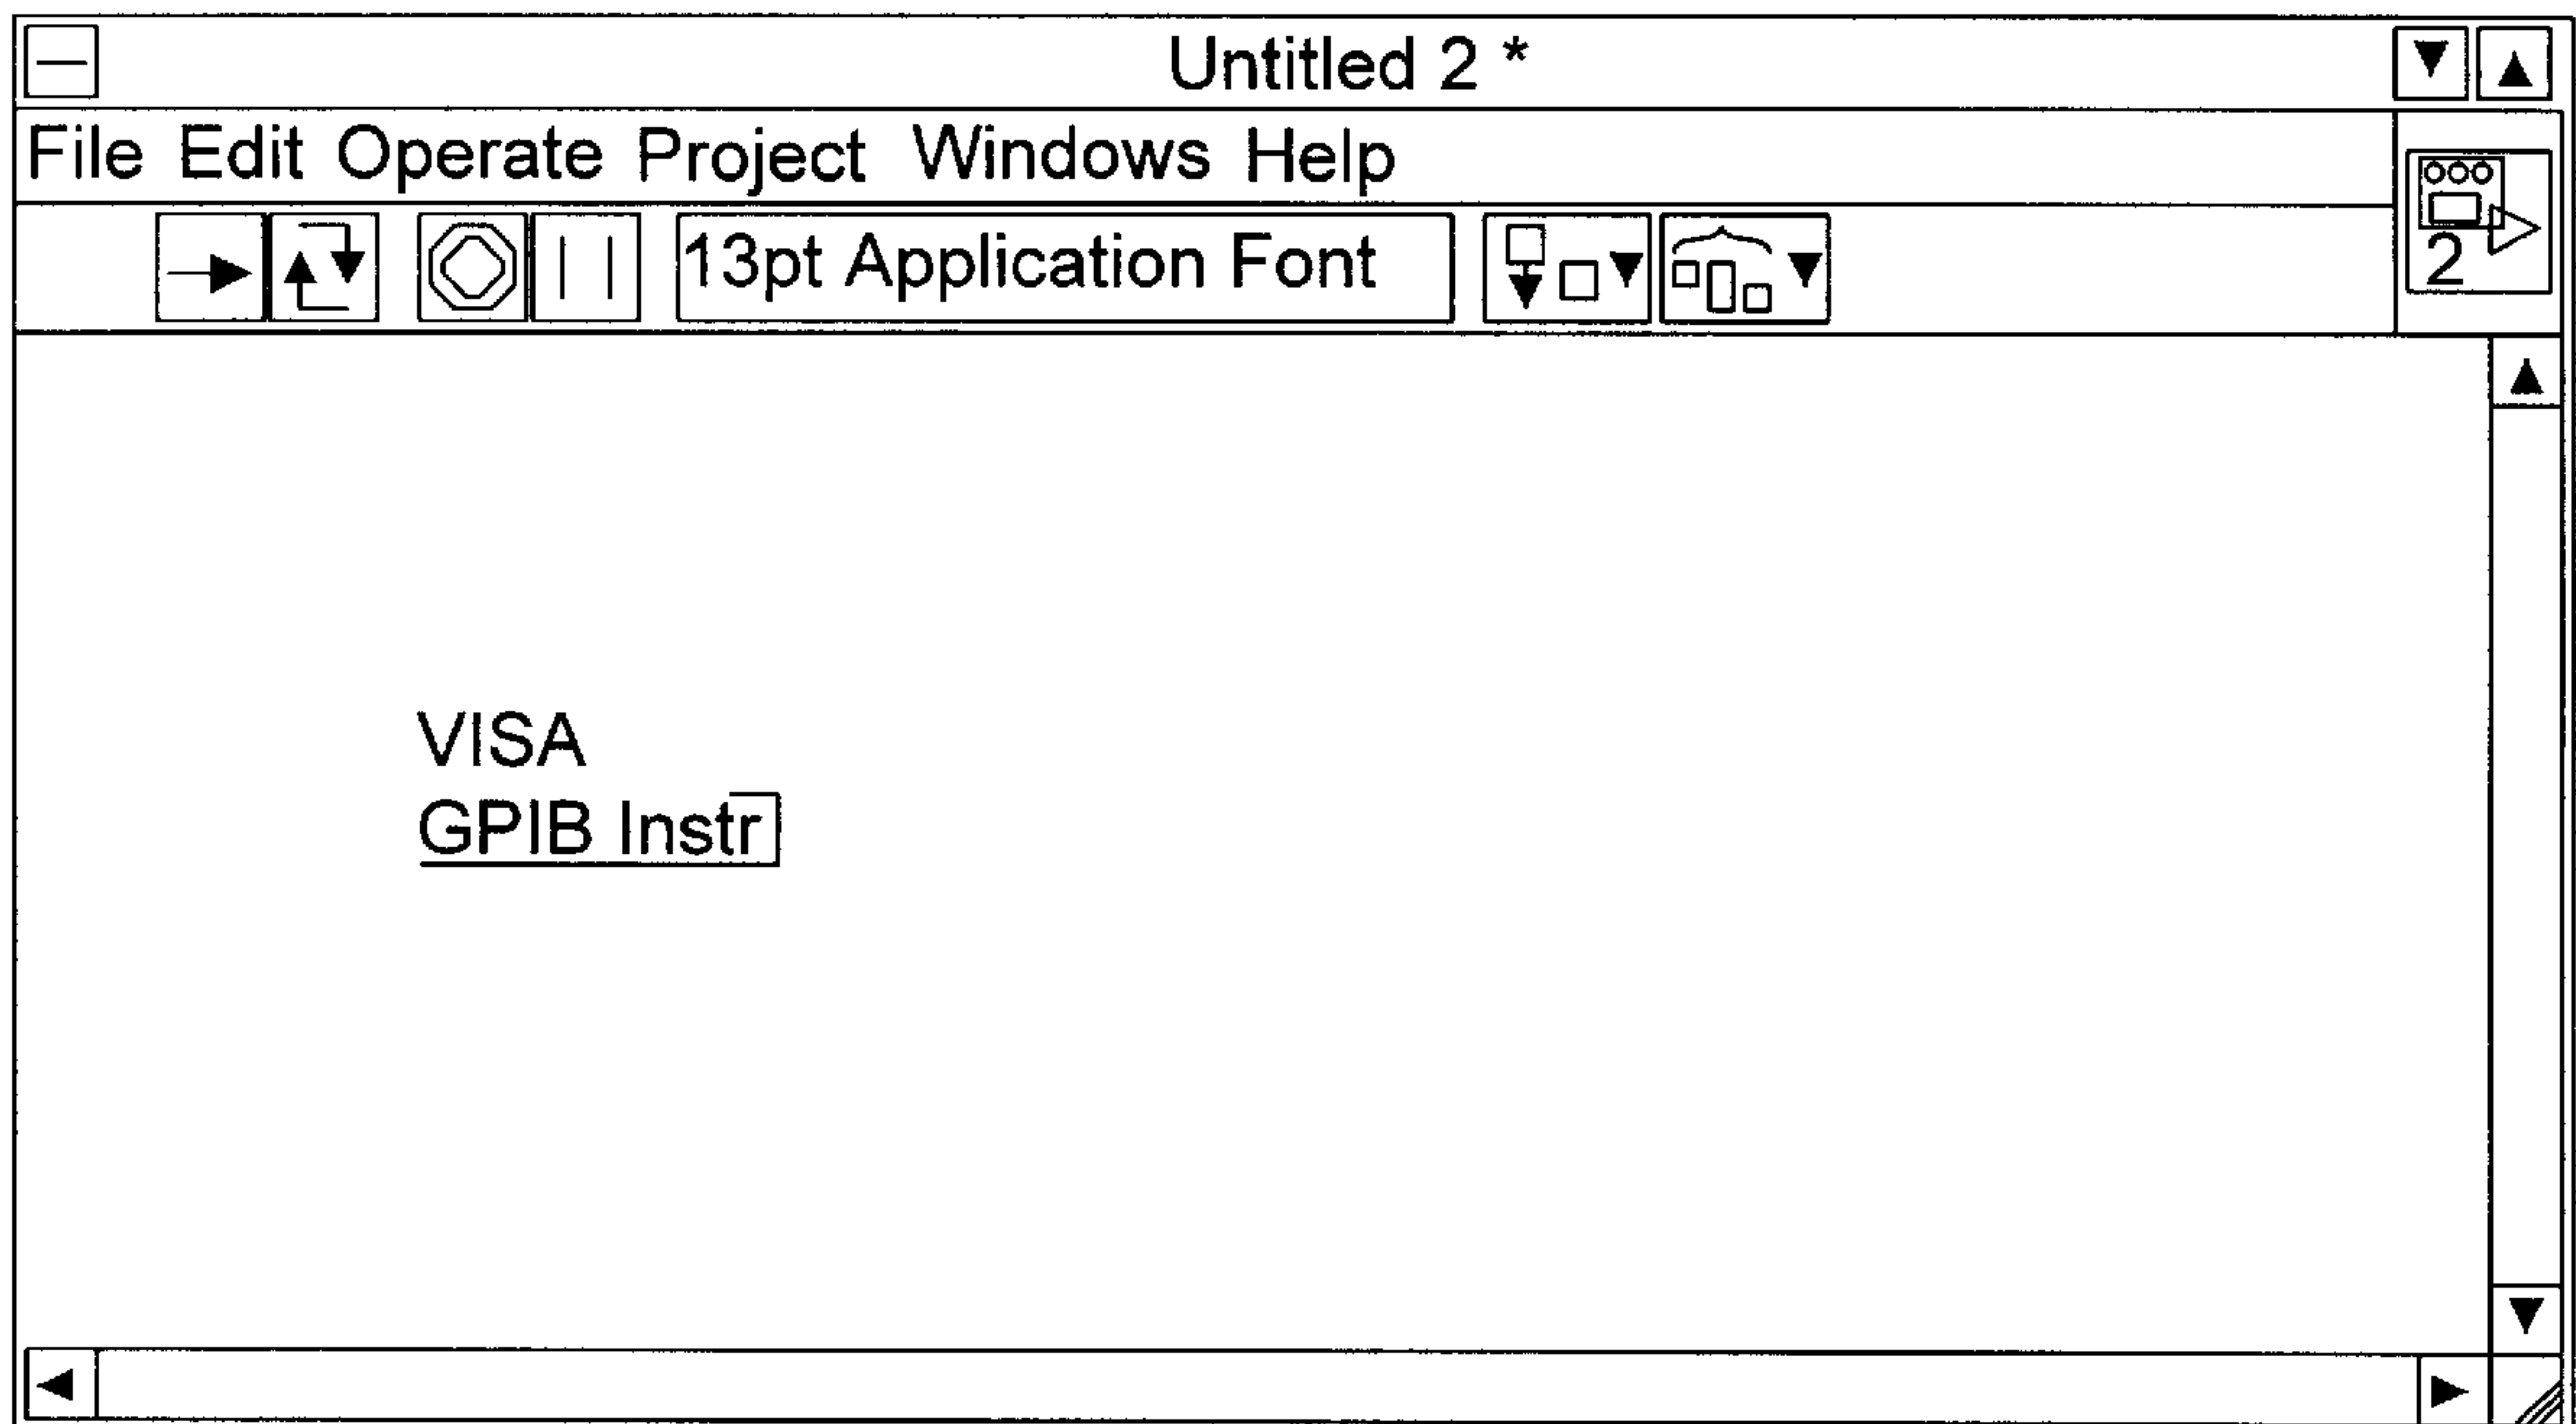 Untitled 2 *
File Edit Operate Project Windows Help
13pt Application Font
2
VISA
GPIB Instr